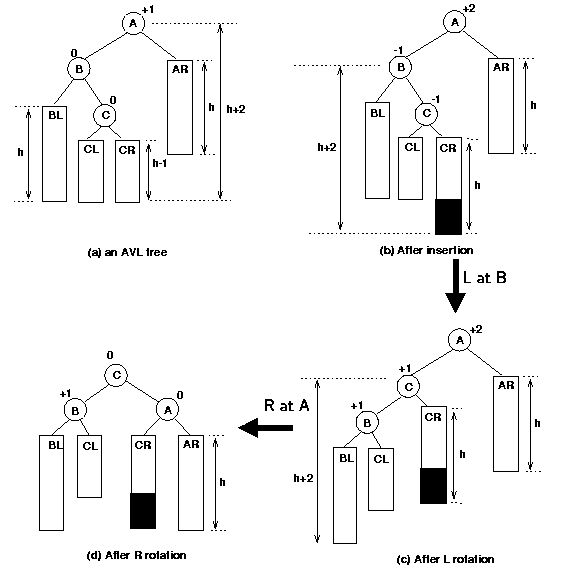 +1
A
0
B
AR
0
C
BL
CL
CR
h
h-1
h
h+2
(a) an AVL tree
+2
A
-1
B
AR
-1
C
BL
CL
CR
h+2
h
h
(b) After insertion
L at B
0
C
+1
B
0
A
BL
CL
CR
AR
h
(d) After R rotation
R at A
+2
A
+1
C
AR
+1
B
CR
BL
CL
h+2
h
h
(c) After L rotation